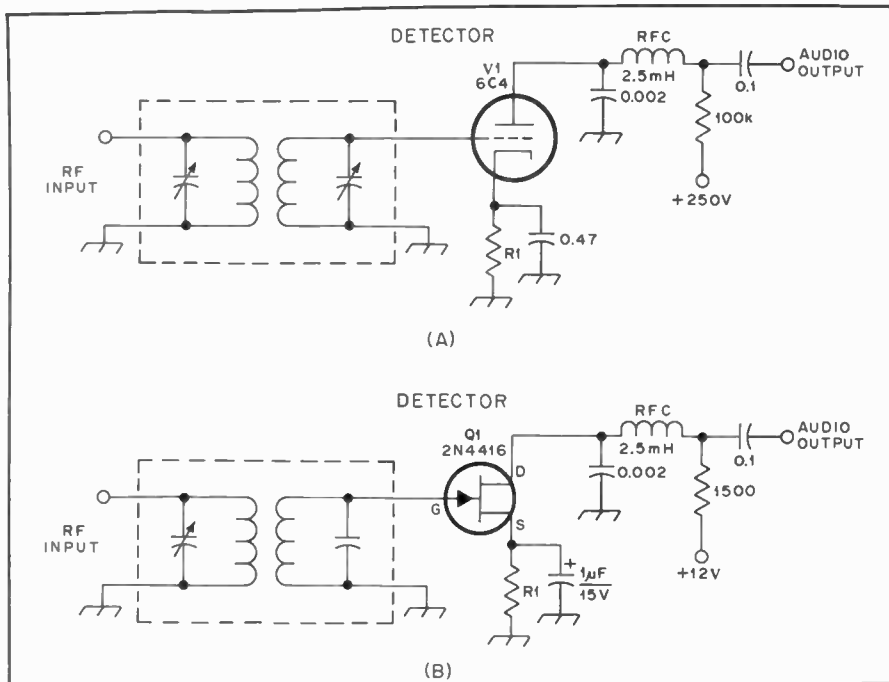 DETECTOR
V1
6C4
RFC
2.5mH
0.002
0.1
AUDIO
OUTPUT
100k
+250V
RF
INPUT
R1
0.47
(A)
DETECTOR
Q1
2N4416
G
D
S
RFC
2.5mH
0.002
0.1
AUDIO
OUTPUT
1500
+12V
RF
INPUT
R1
+
1μF
15V
(B)